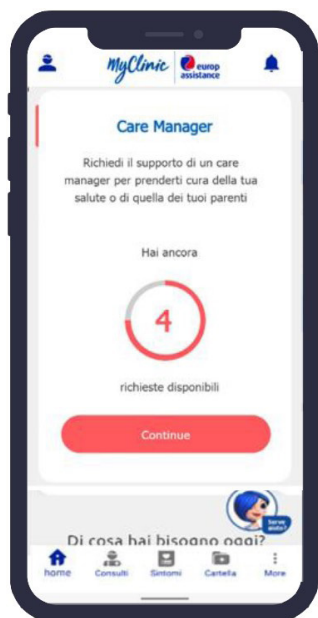 MyClinic europ
assistance
Care Manager
Richiedi il supporto di un care
manager per prenderti cura della tua
salute o di quella dei tuoi parenti
Hai ancora
4
richieste disponibili
Continue
Serve
aiuto?
Di cosa hai bisogno oggi?
home Consulti Sintomi Cartella More